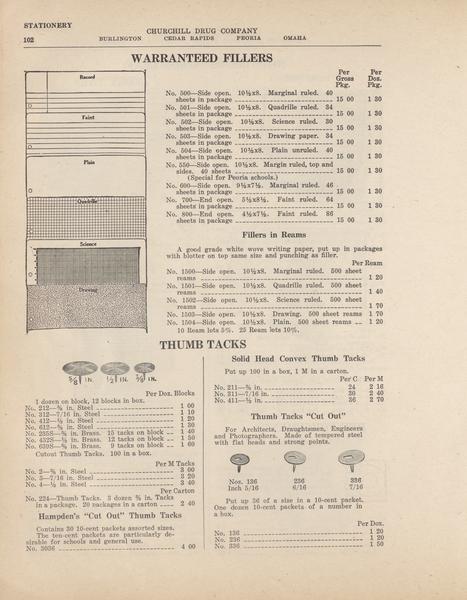 STATIONERY
CHURCHILL DRUG COMPANY
102 BURLINGTON CEDAR RAPIDS PEORIA OMAHA
WARRANTEED FILLERS
Record
Faint
Plain
Quadrille
Science
Drawing
Per Gross Pkg. Per Doz. Pkg.
No. 500—Side open. 10½x8. Marginal ruled. 40
sheets in package 15 00 1 30
No. 501—Side open. 10½x8. Quadrille ruled. 34
sheets in package 15 00 1 30
No. 502—Side open. 10½x8. Science ruled. 30
sheets in package 15 00 1 30
No. 503—Side open. 10½x8. Drawing paper. 34
sheets in package 15 00 1 30
No. 504—Side open. 10½x8. Plain unruled. 40
sheets in package 15 00 1 30
No. 550—Side open. 10½x8. Margin ruled, top and
sides. 40 sheets 15 00 1 30
(Special for Peoria schools.)
No. 600—Side open. 9½x7½. Marginal ruled. 46
sheets in package 15 00 1 30
No. 700—End open. 5½x8½. Faint ruled. 64
sheets in package 15 00 1 30
No. 800—End open. 4½x7½. Faint ruled. 86
sheets in package 15 00 1 30
Fillers in Reams
A good grade white wove writing paper, put up in packages
with blotter on top same size and punching as filler.
Per Ream
No. 1500—Side open. 10½x8. Marginal ruled. 500 sheet
reams 1 20
No. 1501—Side open. 10½x8. Quadrille ruled. 500 sheet
reams 1 40
No. 1502—Side open. 10½x8. Science ruled. 500 sheet
reams 1 70
No. 1503—Side open. 10½x8. Drawing. 500 sheet reams 1 70
No. 1504—Side open. 10½x8. Plain. 500 sheet reams 1 20
10 Ream lots 5%. 25 Ream lots 10%.
THUMB TACKS
5/8 IN. 1/2 IN. 3/8 IN.
Per Doz. Blocks
1 dozen on block, 12 blocks in box.
No. 212—⅜ in. Steel 1 00
No. 312—7/16 in. Steel 1 10
No. 412—½ in. Steel 1 20
No. 612—⅝ in. Steel 1 30
No. 235S—⅜ in. Brass. 15 tacks on block 1 40
No. 432S—½ in. Brass. 12 tacks on block 1 50
No. 639S—⅝ in. Brass. 9 tacks on block 1 60
Cutout Thumb Tacks. 100 in a box.
Per M Tacks
No. 2—⅜ in. Steel 3 00
No. 3—7/16 in. Steel 3 20
No. 4—½ in. Steel 3 40
Per Carton
No. 224—Thumb Tacks. 3 dozen ⅜ in. Tacks
in a package. 20 packages in a carton 2 40
Hampden's "Cut Out" Thumb Tacks
Contains 30 10-cent packets assorted sizes.
The ten-cent packets are particularly de-
sirable for schools and general use.
No. 3036 4 00
Solid Head Convex Thumb Tacks
Put up 100 in a box, 1 M in a carton.
Per C Per M
No. 211—⅜ in. 24 2 16
No. 311—7/16 in. 30 2 40
No. 411—½ in. 36 2 70
Thumb Tacks "Cut Out"
For Architects, Draughtsmen, Engineers
and Photographers. Made of tempered steel
with flat heads and strong points.
Nos. 136 236 336
Inch 5/16 6/16 7/16
Put up 36 of a size in a 10-cent packet.
One dozen 10-cent packets of a number in
a box.
Per Doz.
No. 136 1 20
No. 236 1 20
No. 336 1 50